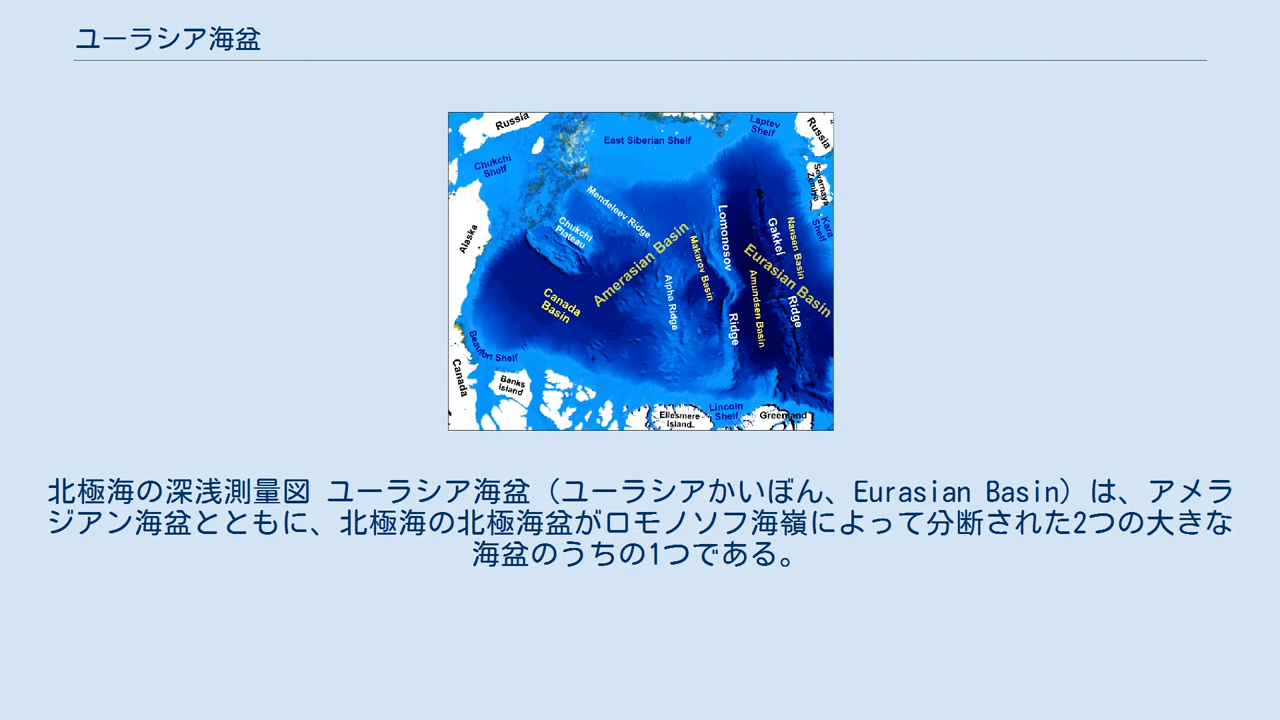 ユーラシア海盆
Russia
Laptev
Shelf
Russia
East Siberian Shelf
Chukchi
Shelf
Severnaya
Zemlya
Mendeleev Ridge
Chukchi
Plateau
Alaska
Lomonosov
Ridge
Gakkel
Ridge
Nansen Basin
Kara
Shelf
Amerasian Basin
Makarov Basin
Eurasian Basin
Amundsen Basin
Alpha Ridge
Canada
Basin
Beaufort Shelf
Canada
Banks
Island
Ellesmere
Island
Lincoln
Shelf
Greenland
北極海の深浅測量図 ユーラシア海盆（ユーラシアかいぼん、Eurasian Basin）は、アメラ
ジアン海盆とともに、北極海の北極海盆がロモノソフ海嶺によって分断された2つの大きな
海盆のうちの1つである。